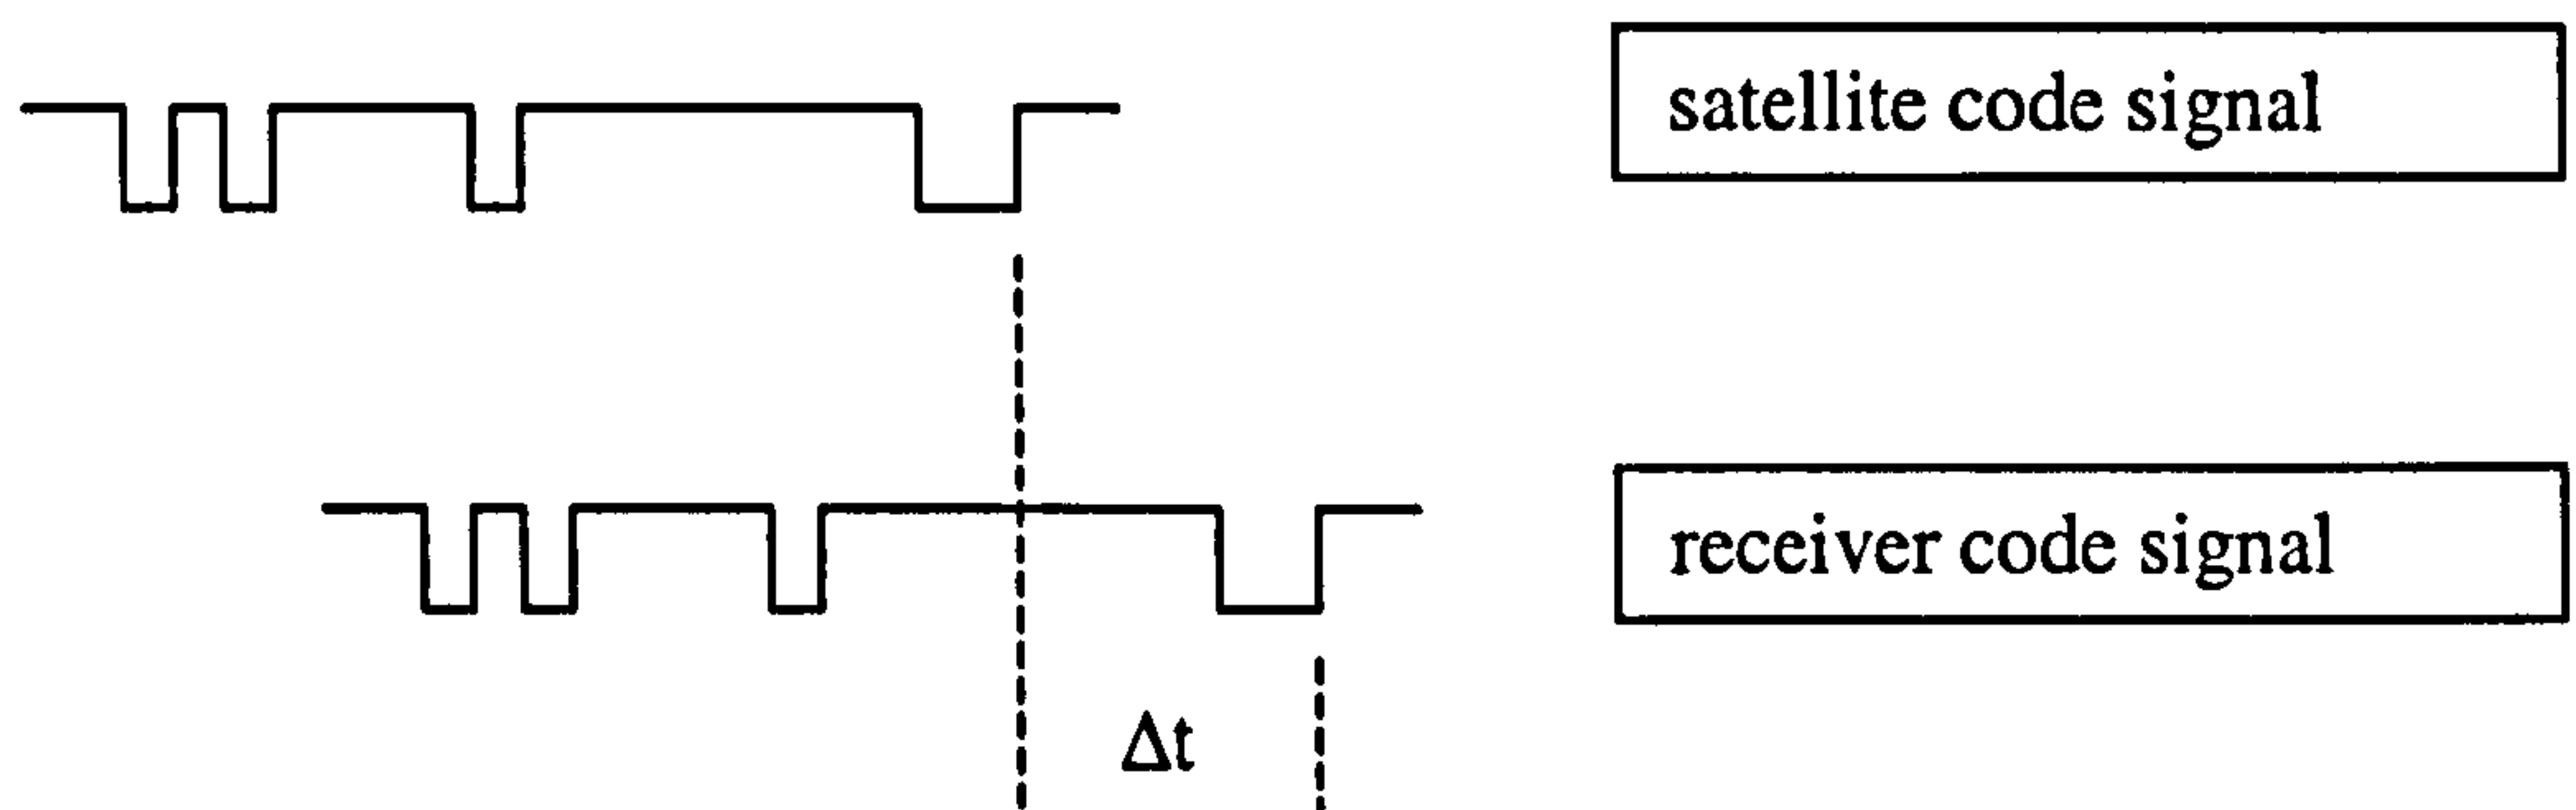 satellite code signal
receiver code signal
Δt